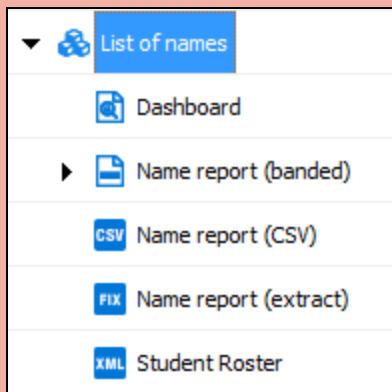 List of names
Dashboard
Name report (banded)
CSV Name report (CSV)
FIX Name report (extract)
XML Student Roster